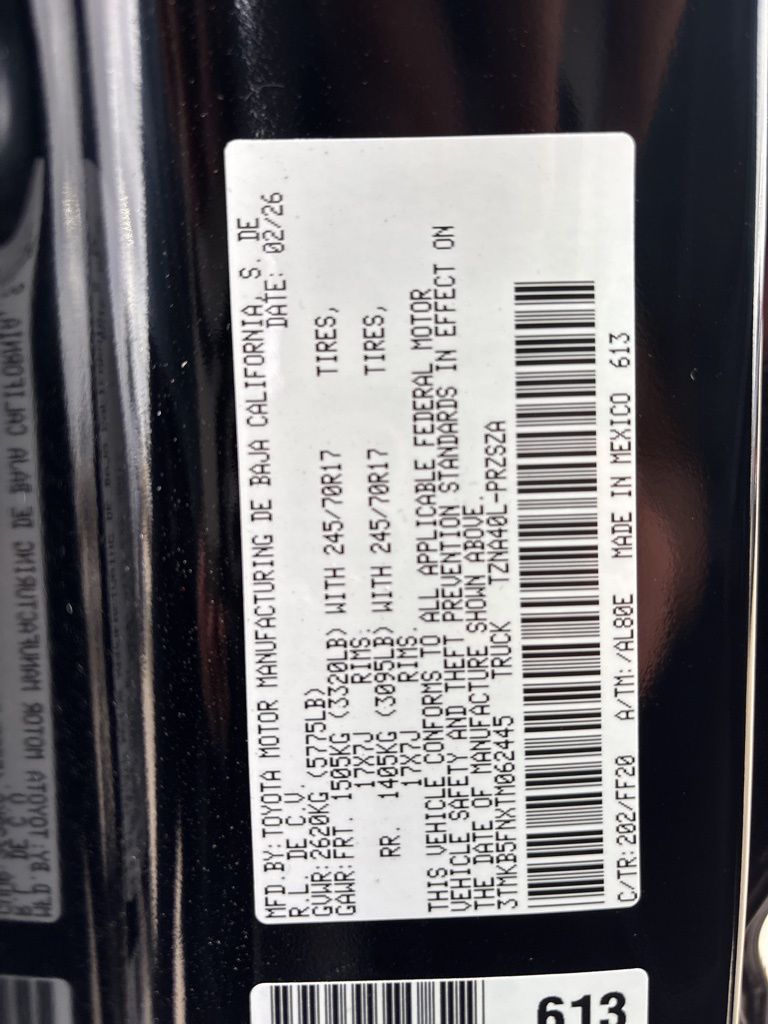 MFD.BY:TOYOTA MOTOR MANUFACTURING DE BAJA CALIFORNIA, S. DE
R.L. DE C.V. DATE: 02/26
GVWR:2620KG (5775LB)
GAWR:FRT. 1505KG (3320LB) WITH 245/70R17 TIRES,
17X7J RIMS.
RR. 1405KG (3095LB) WITH 245/70R17 TIRES,
17X7J RIMS.
THIS VEHICLE CONFORMS TO ALL APPLICABLE FEDERAL MOTOR
VEHICLE SAFETY AND THEFT PREVENTION STANDARDS IN EFFECT ON
THE DATE OF MANUFACTURE SHOWN ABOVE.
3TMKB5FNXTM062445 TRUCK TZNA40L-PRZSZA
C/TR:202/FF20 A/TM:/AL80E MADE IN MEXICO 613
613